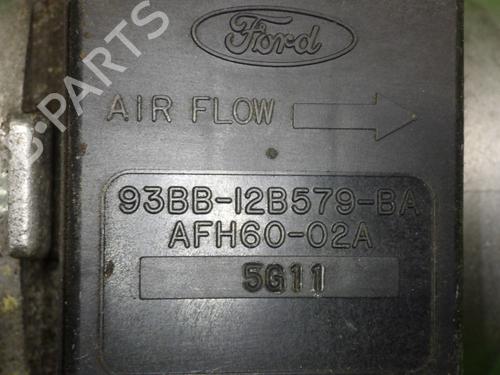 Ford
AIR FLOW
93BB-12B579-BA
AFH60-02A
5G11
B-PARTS